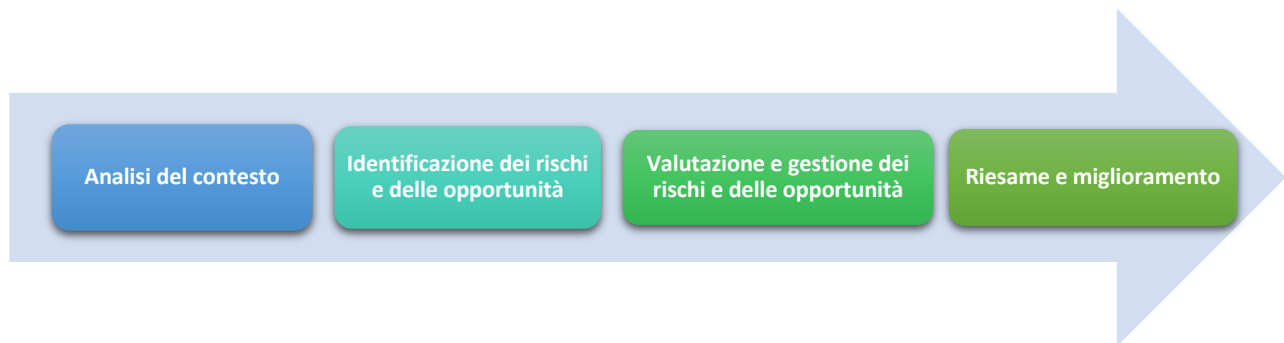 Analisi del contesto
Identificazione dei rischi
e delle opportunità
Valutazione e gestione dei
rischi e delle opportunità
Riesame e miglioramento